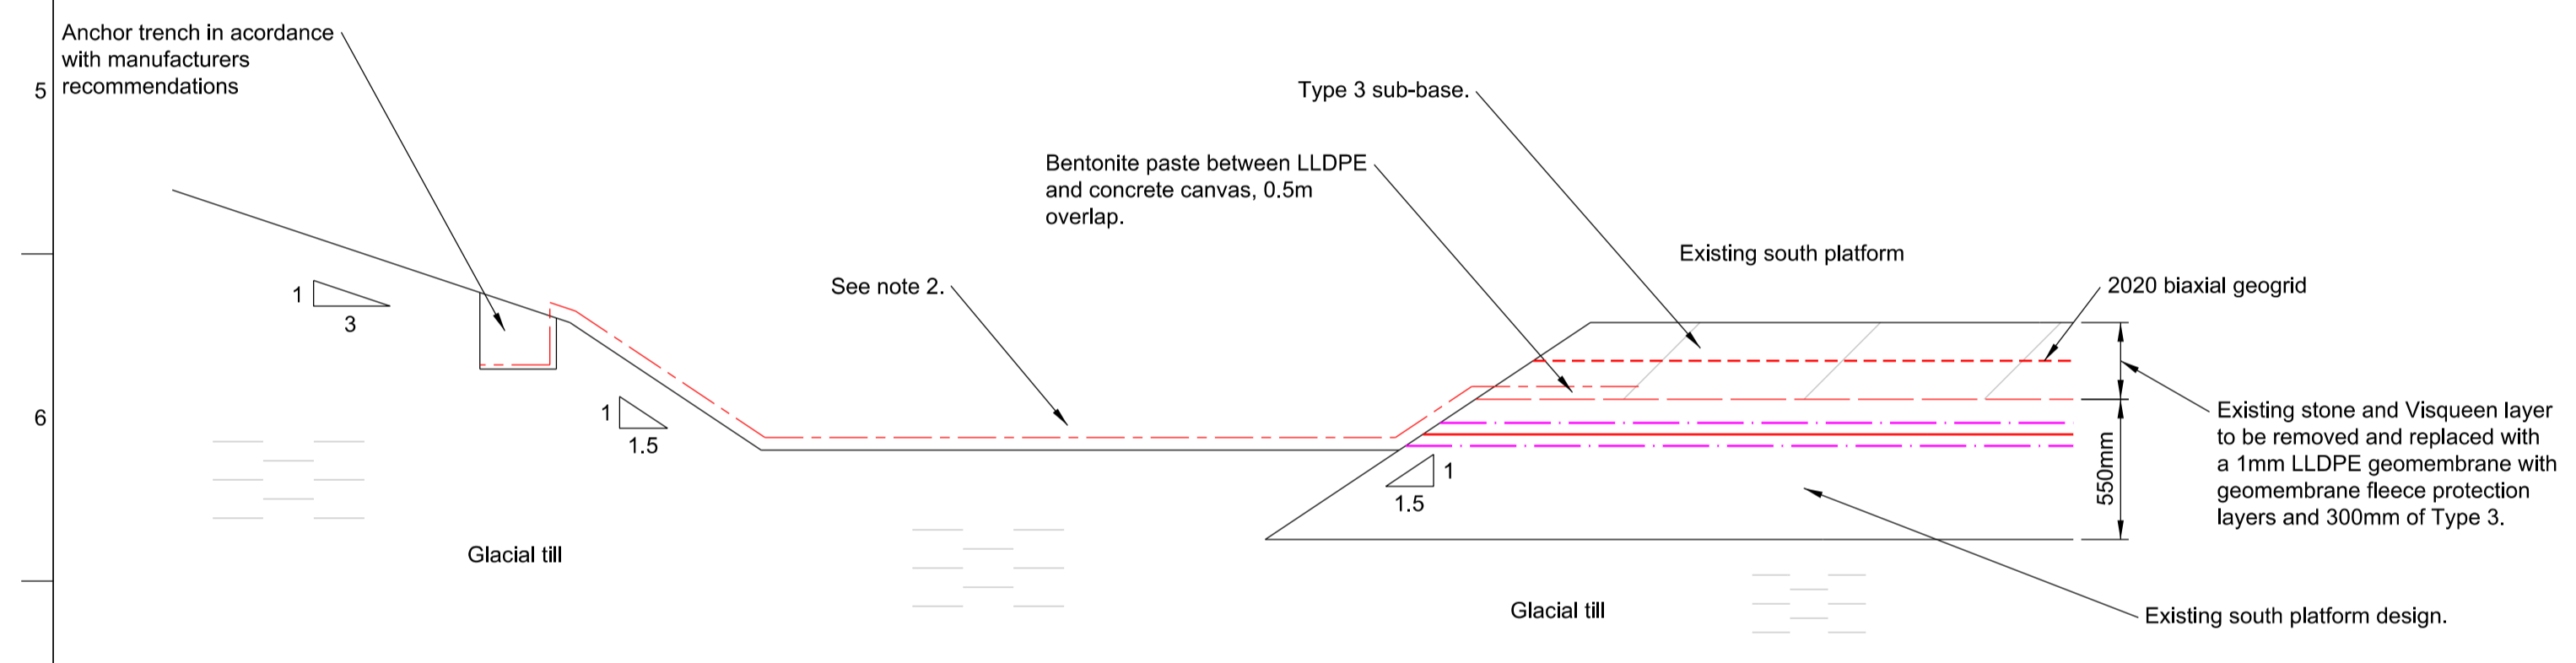 Anchor trench in acordance
with manufacturers
recommendations
5
Type 3 sub-base.
Bentonite paste between LLDPE
and concrete canvas, 0.5m
overlap.
Existing south platform
See note 2.
2020 biaxial geogrid
1
3
1
1.5
6
Existing stone and Visqueen layer
to be removed and replaced with
a 1mm LLDPE geomembrane with
geomembrane fleece protection
layers and 300mm of Type 3.
550mm
1
1.5
Glacial till
Glacial till
Existing south platform design.